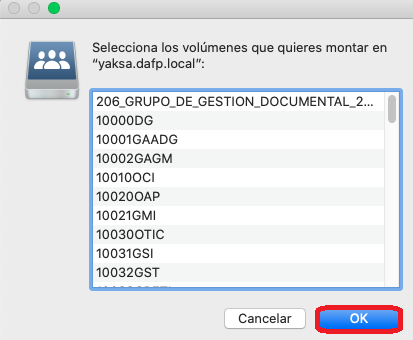 Selecciona los volúmenes que quieres montar en
“yaksa.dafp.local”:
206_GRUPO_DE_GESTION_DOCUMENTAL_2...
10000DG
10001GAADG
10002GAGM
10010OCI
10020OAP
10021GMI
10030OTIC
10031GSI
10032GST
Cancelar
OK